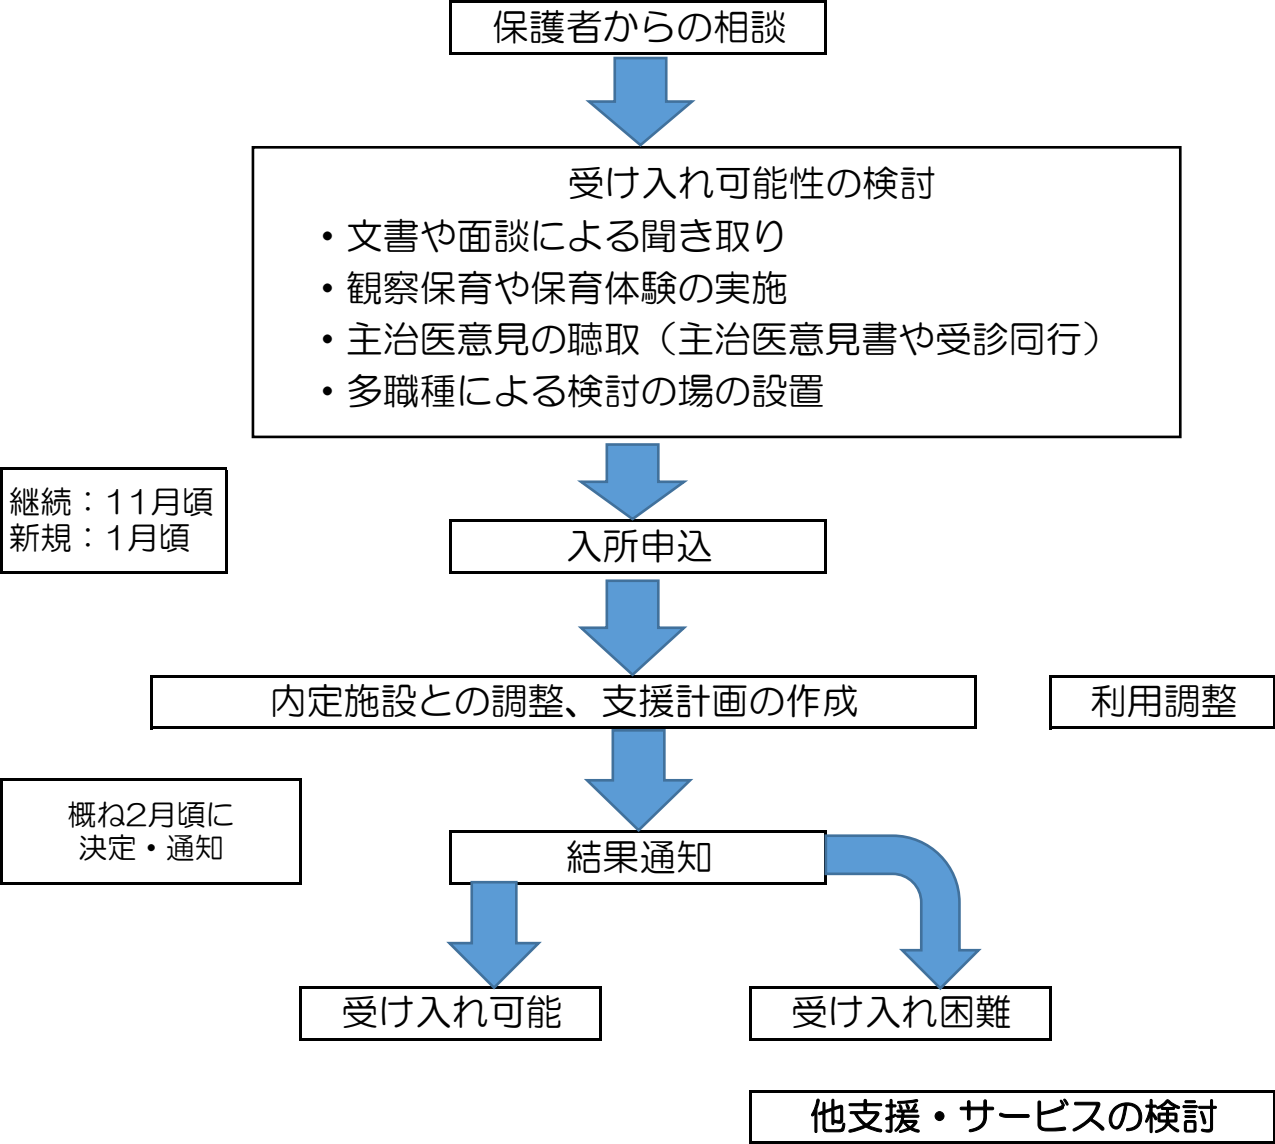 保護者からの相談
受け入れ可能性の検討
・文書や面談による聞き取り
・観察保育や保育体験の実施
・主治医意見の聴取（主治医意見書や受診同行）
・多職種による検討の場の設置
継続：11月頃
新規：1月頃
入所申込
内定施設との調整、支援計画の作成
利用調整
概ね2月頃に
決定・通知
結果通知
受け入れ可能
受け入れ困難
他支援・サービスの検討